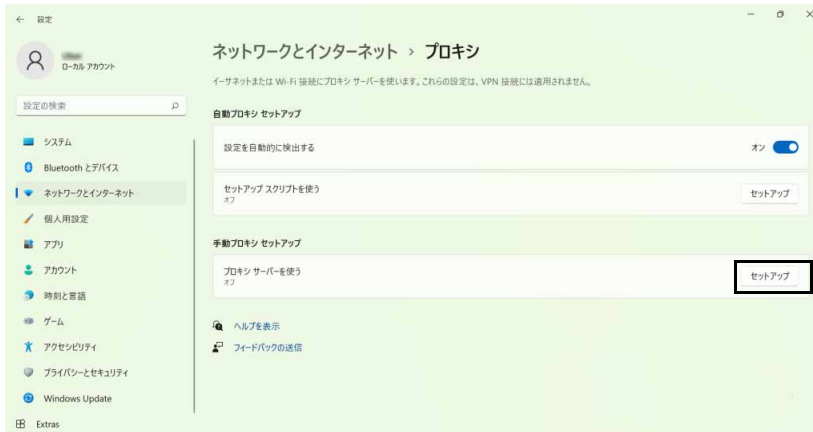 設定
ローカル アカウント
設定の検索
システム
Bluetooth とデバイス
ネットワークとインターネット
個人用設定
アプリ
アカウント
時刻と言語
ゲーム
アクセシビリティ
プライバシーとセキュリティ
Windows Update
Extras
ネットワークとインターネット › プロキシ
イーサネットまたは Wi-Fi 接続にプロキシ サーバーを使います。これらの設定は、VPN 接続には適用されません。
自動プロキシ セットアップ
設定を自動的に検出する
オン
セットアップ スクリプトを使う
オフ
セットアップ
手動プロキシ セットアップ
プロキシ サーバーを使う
オフ
セットアップ
ヘルプを表示
フィードバックの送信